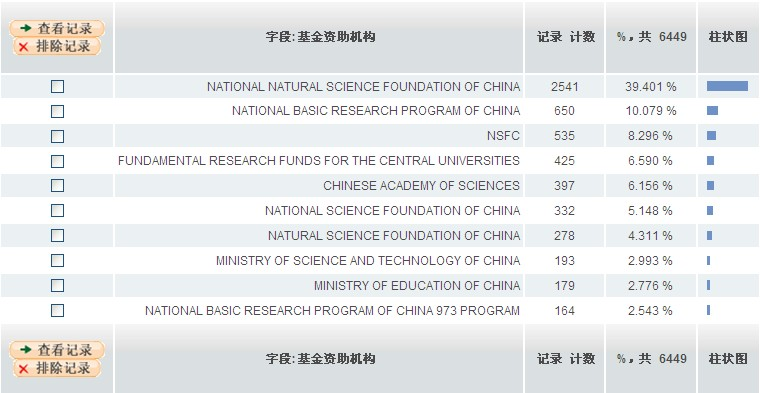 查看记录
排除记录
字段:基金资助机构 记录 计数 %，共 6449 柱状图
NATIONAL NATURAL SCIENCE FOUNDATION OF CHINA 2541 39.401 %
NATIONAL BASIC RESEARCH PROGRAM OF CHINA 650 10.079 %
NSFC 535 8.296 %
FUNDAMENTAL RESEARCH FUNDS FOR THE CENTRAL UNIVERSITIES 425 6.590 %
CHINESE ACADEMY OF SCIENCES 397 6.156 %
NATIONAL SCIENCE FOUNDATION OF CHINA 332 5.148 %
NATURAL SCIENCE FOUNDATION OF CHINA 278 4.311 %
MINISTRY OF SCIENCE AND TECHNOLOGY OF CHINA 193 2.993 %
MINISTRY OF EDUCATION OF CHINA 179 2.776 %
NATIONAL BASIC RESEARCH PROGRAM OF CHINA 973 PROGRAM 164 2.543 %
查看记录
排除记录
字段:基金资助机构 记录 计数 %，共 6449 柱状图